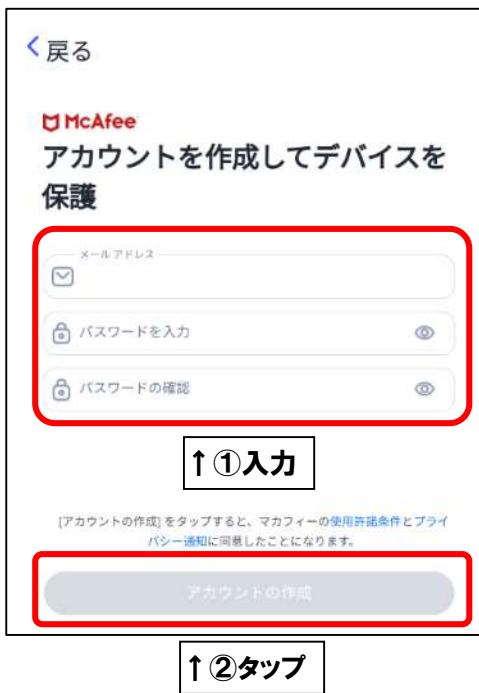 戻る
McAfee
アカウントを作成してデバイスを
保護
メール アドレス
パスワードを入力
パスワードの確認
↑①入力
[アカウントの作成] をタップすると、マカフィーの使用許諾条件とプライ
バシー通知に同意したことになります。
アカウントの作成
↑②タップ